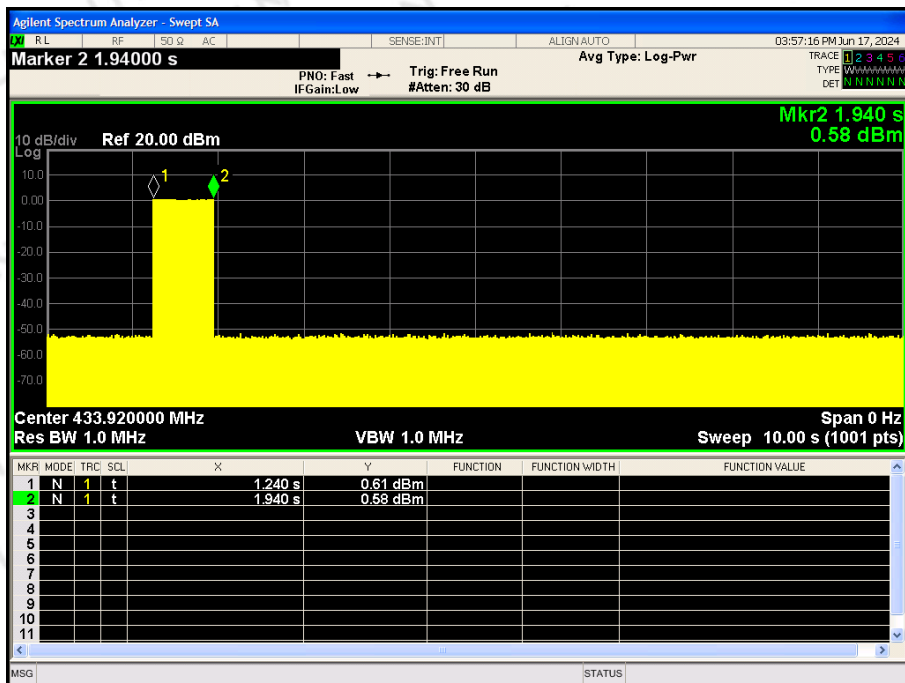 Agilent Spectrum Analyzer - Swept SA
LXI RL RF 50 Ω AC SENSE:INT ALIGN AUTO 03:57:16 PM Jun 17, 2024
Marker 2 1.94000 s
PNO: Fast
IFGain:Low
Trig: Free Run
#Atten: 30 dB
Avg Type: Log-Pwr
TRACE 1 2 3 4 5 6
TYPE WWWWWW
DET N N N N N N
Mkr2 1.940 s
0.58 dBm
10 dB/div Ref 20.00 dBm
Log
10.0
0.00
-10.0
-20.0
-30.0
-40.0
-50.0
-60.0
-70.0
1
2
Center 433.920000 MHz Span 0 Hz
Res BW 1.0 MHz VBW 1.0 MHz Sweep 10.00 s (1001 pts)
MKR MODE TRC SCL X Y FUNCTION FUNCTION WIDTH FUNCTION VALUE
1 N 1 t 1.240 s 0.61 dBm
2 N 1 t 1.940 s 0.58 dBm
3
4
5
6
7
8
9
10
11
MSG STATUS